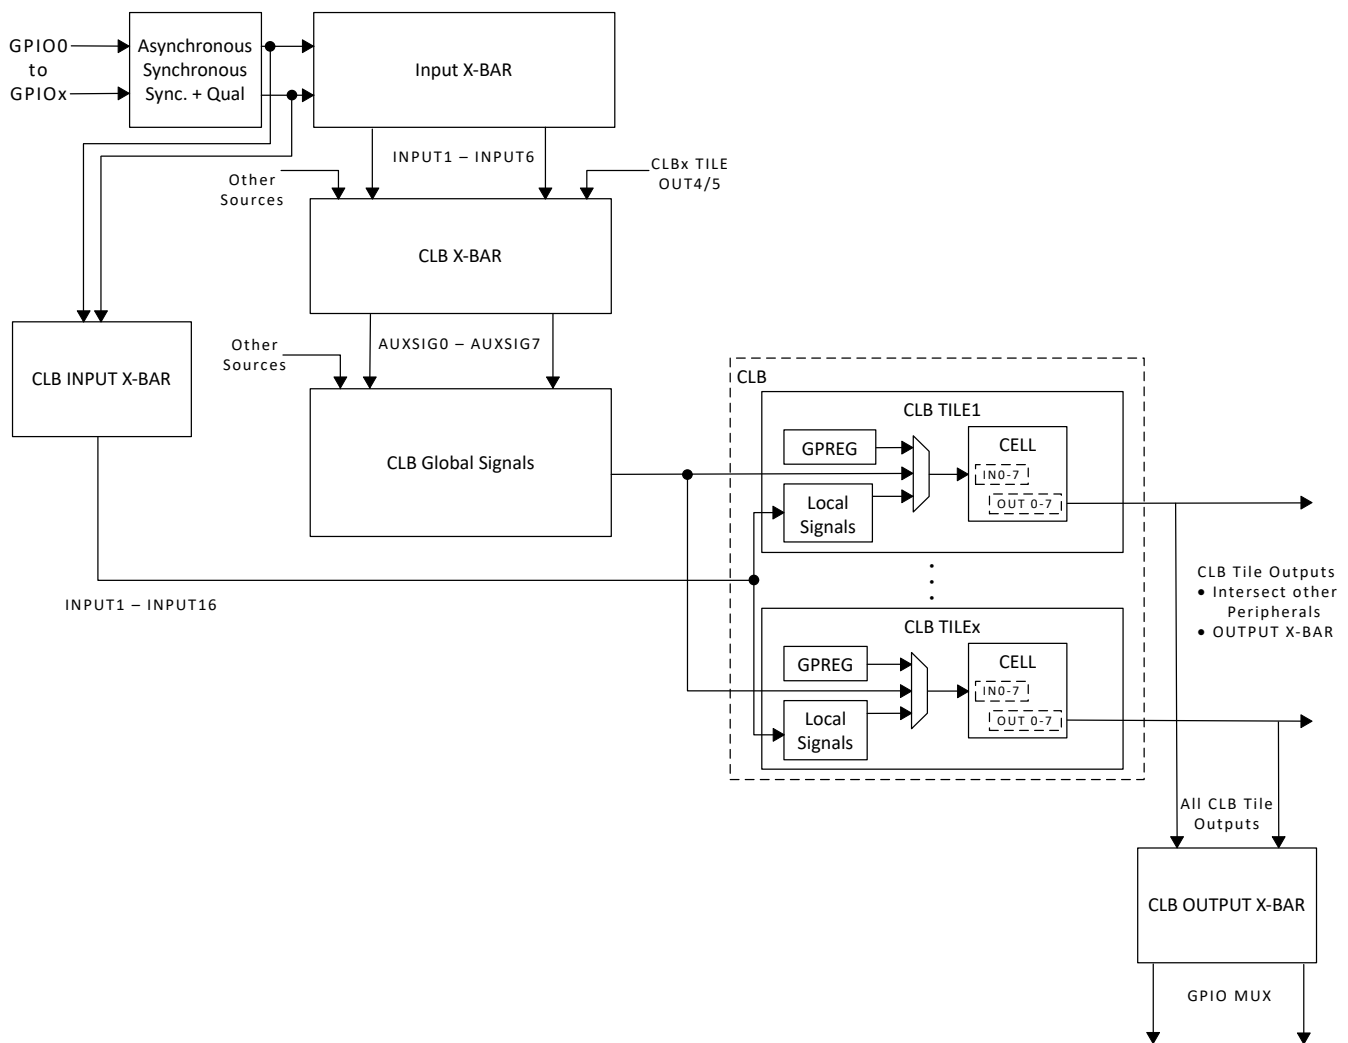 GPIO0
to
GPIOx
Asynchronous
Synchronous
Sync. + Qual
Input X-BAR
INPUT1 – INPUT6
Other
Sources
CLBx TILE
OUT4/5
CLB X-BAR
AUXSIG0 – AUXSIG7
Other
Sources
CLB INPUT X-BAR
CLB Global Signals
INPUT1 – INPUT16
CLB
CLB TILE1
GPREG
Local
Signals
CELL
IN0-7
OUT 0-7
CLB TILEx
GPREG
Local
Signals
CELL
IN0-7
OUT 0-7
CLB Tile Outputs
• Intersect other
Peripherals
• OUTPUT X-BAR
All CLB Tile
Outputs
CLB OUTPUT X-BAR
GPIO MUX